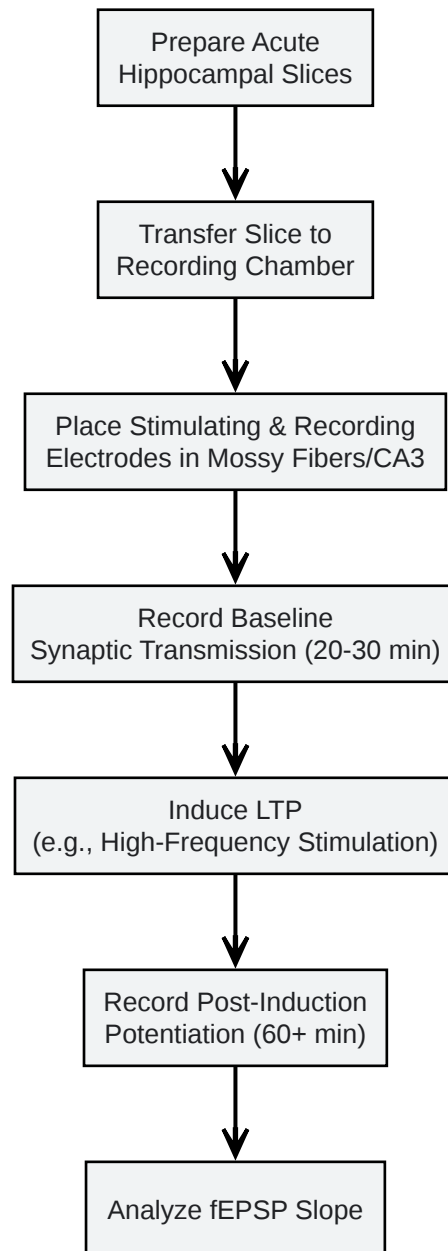 Prepare Acute
Hippocampal Slices
Transfer Slice to
Recording Chamber
Place Stimulating & Recording
Electrodes in Mossy Fibers/CA3
Record Baseline
Synaptic Transmission (20-30 min)
Induce LTP
(e.g., High-Frequency Stimulation)
Record Post-Induction
Potentiation (60+ min)
Analyze fEPSP Slope